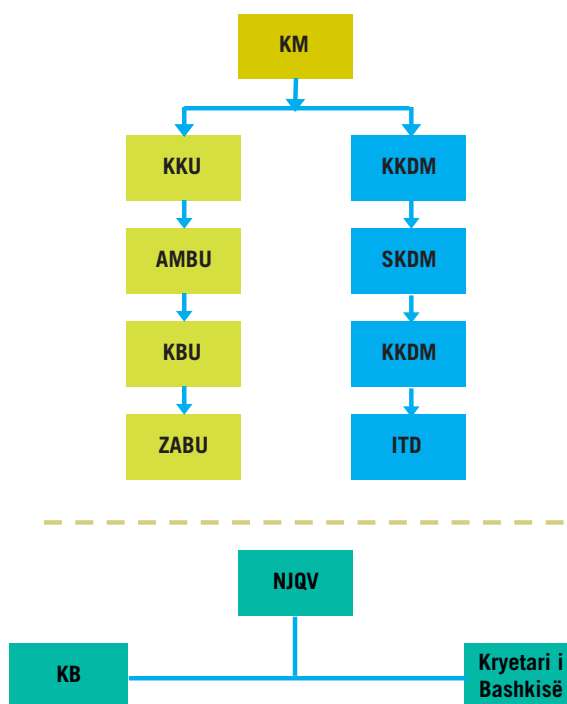 KM
KKU
KKDM
AMBU
SKDM
KBU
KKDM
ZABU
ITD
NJQV
KB
Kryetari i
Bashkisë